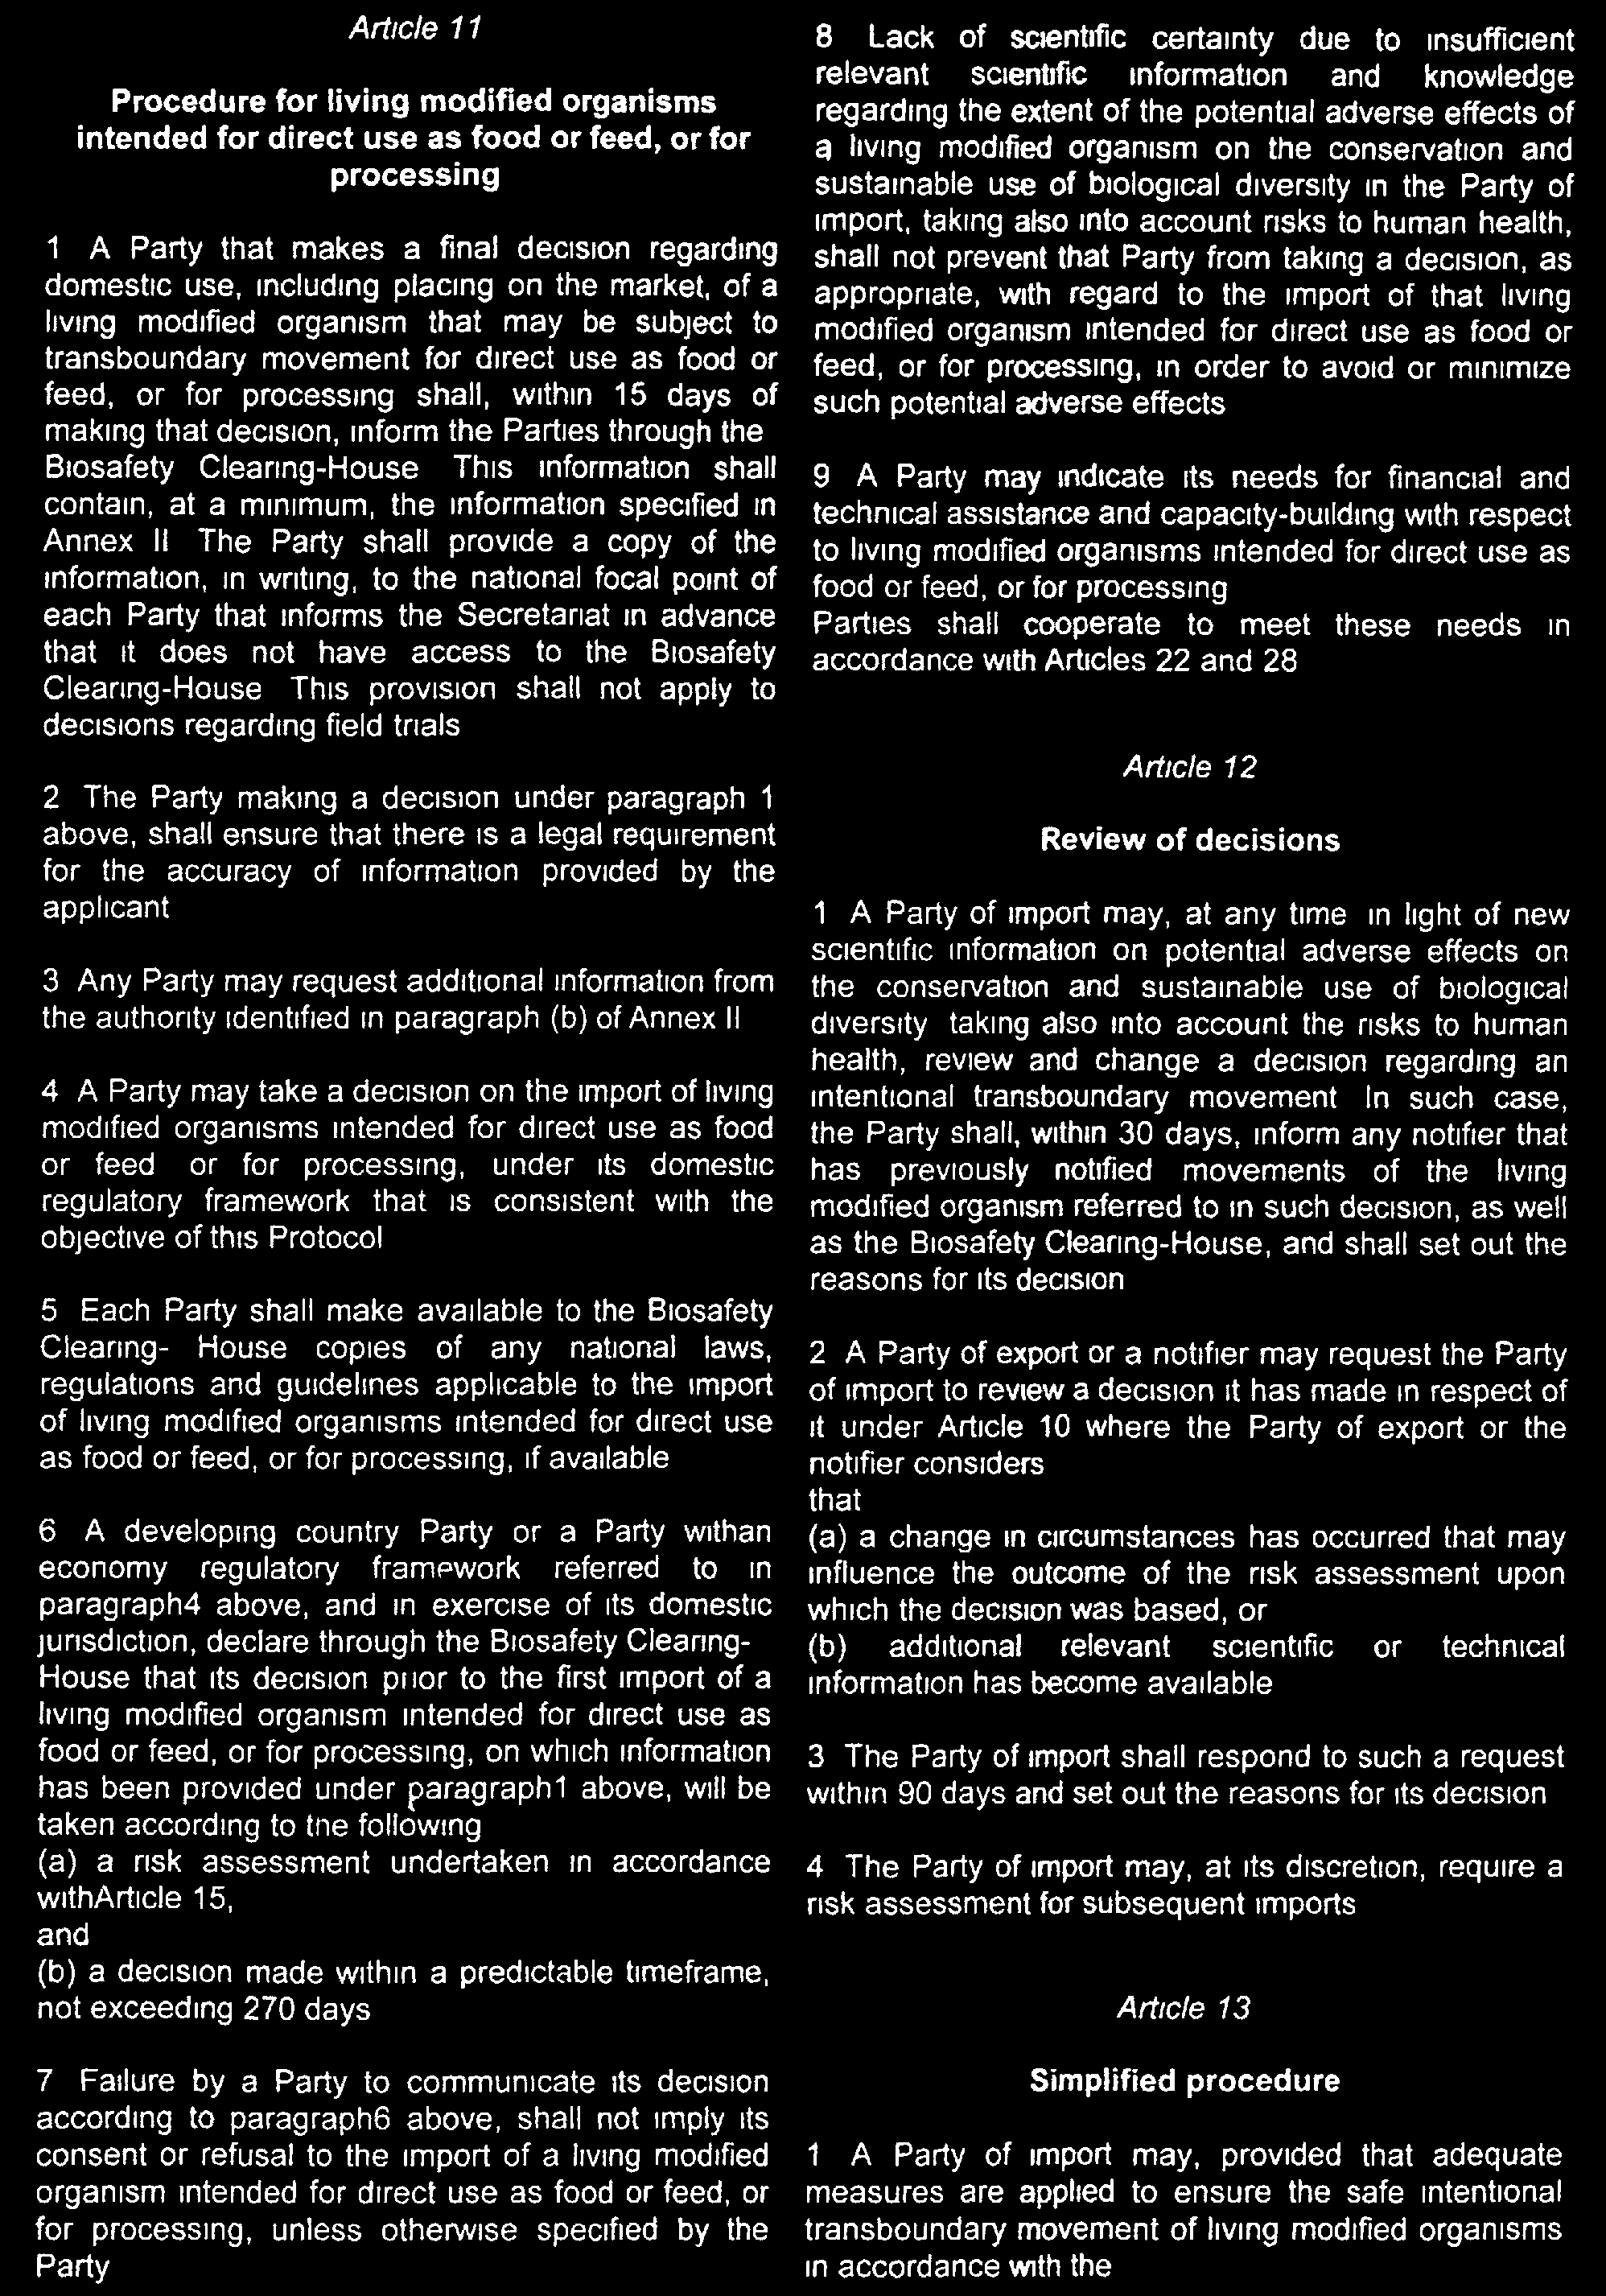 Article 11
Procedure for living modified organisms
intended for direct use as food or feed, or for
processing
1 A Party that makes a final decision regarding
domestic use, including placing on the market, of a
living modified organism that may be subject to
transboundary movement for direct use as food or
feed, or for processing shall, within 15 days of
making that decision, inform the Parties through the
Biosafety Clearing-House This information shall
contain, at a minimum, the information specified in
Annex II The Party shall provide a copy of the
information, in writing, to the national focal point of
each Party that informs the Secretariat in advance
that it does not have access to the Biosafety
Clearing-House This provision shall not apply to
decisions regarding field trials
2 The Party making a decision under paragraph 1
above, shall ensure that there is a legal requirement
for the accuracy of information provided by the
applicant
3 Any Party may request additional information from
the authority identified in paragraph (b) of Annex II
4 A Party may take a decision on the import of living
modified organisms intended for direct use as food
or feed or for processing, under its domestic
regulatory framework that is consistent with the
objective of this Protocol
5 Each Party shall make available to the Biosafety
Clearing- House copies of any national laws,
regulations and guidelines applicable to the import
of living modified organisms intended for direct use
as food or feed, or for processing, if available
6 A developing country Party or a Party withan
economy regulatory framework referred to in
paragraph4 above, and in exercise of its domestic
jurisdiction, declare through the Biosafety Clearing-
House that its decision prior to the first import of a
living modified organism intended for direct use as
food or feed, or for processing, on which information
has been provided under paragraph1 above, will be
taken according to the following
(a) a risk assessment undertaken in accordance
withArticle 15,
and
(b) a decision made within a predictable timeframe,
not exceeding 270 days
7 Failure by a Party to communicate its decision
according to paragraph6 above, shall not imply its
consent or refusal to the import of a living modified
organism intended for direct use as food or feed, or
for processing, unless otherwise specified by the
Party
8 Lack of scientific certainty due to insufficient
relevant scientific information and knowledge
regarding the extent of the potential adverse effects of
a living modified organism on the conservation and
sustainable use of biological diversity in the Party of
import, taking also into account risks to human health,
shall not prevent that Party from taking a decision, as
appropriate, with regard to the import of that living
modified organism intended for direct use as food or
feed, or for processing, in order to avoid or minimize
such potential adverse effects
9 A Party may indicate its needs for financial and
technical assistance and capacity-building with respect
to living modified organisms intended for direct use as
food or feed, or for processing
Parties shall cooperate to meet these needs in
accordance with Articles 22 and 28
Article 12
Review of decisions
1 A Party of import may, at any time in light of new
scientific information on potential adverse effects on
the conservation and sustainable use of biological
diversity taking also into account the risks to human
health, review and change a decision regarding an
intentional transboundary movement In such case,
the Party shall, within 30 days, inform any notifier that
has previously notified movements of the living
modified organism referred to in such decision, as well
as the Biosafety Clearing-House, and shall set out the
reasons for its decision
2 A Party of export or a notifier may request the Party
of import to review a decision it has made in respect of
it under Article 10 where the Party of export or the
notifier considers
that
(a) a change in circumstances has occurred that may
influence the outcome of the risk assessment upon
which the decision was based, or
(b) additional relevant scientific or technical
information has become available
3 The Party of import shall respond to such a request
within 90 days and set out the reasons for its decision
4 The Party of import may, at its discretion, require a
risk assessment for subsequent imports
Article 13
Simplified procedure
1 A Party of import may, provided that adequate
measures are applied to ensure the safe intentional
transboundary movement of living modified organisms
in accordance with the